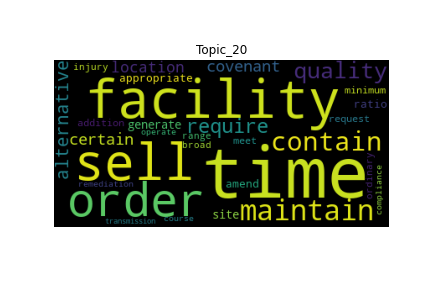 Topic_20
injury
location
covenant
quality
appropriate
minimum
alternative
facility
ratio
addition
generate
require
request
operate
range
meet
certain
broad
contain
sell
time
ordinary
compliance
remediation
amend
order
site
maintain
transmission
course